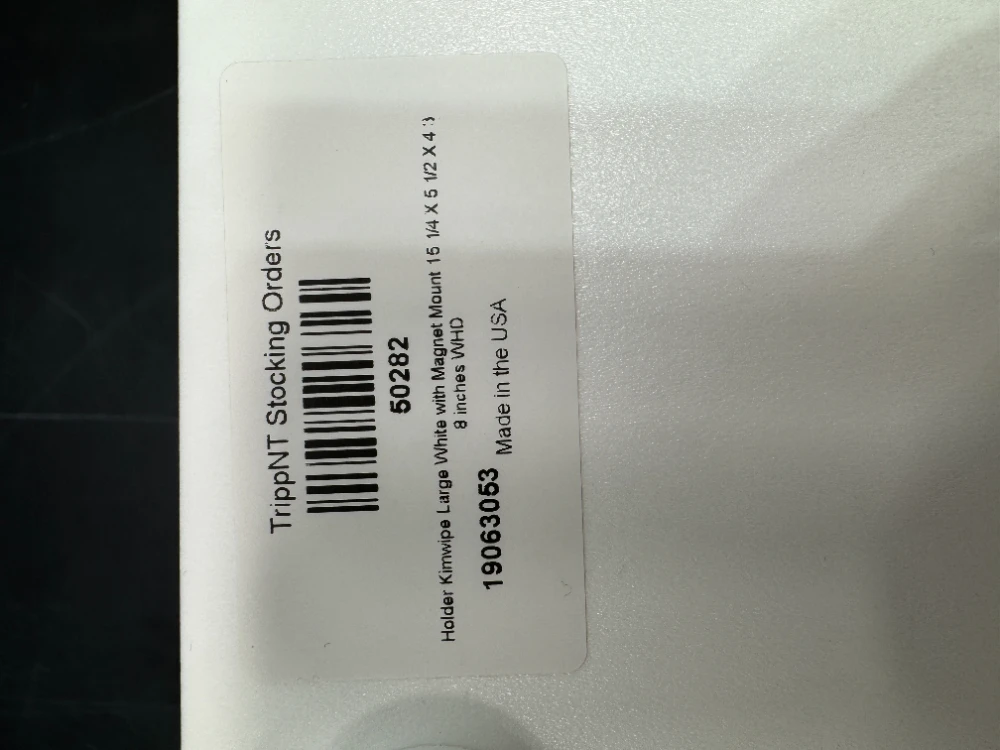 TrippNT Stocking Orders
50282
Holder Kimwipe Large White with Magnet Mount 15 1/4 X 5 1/2 X 4
8 inches WHD
19063053 Made in the USA